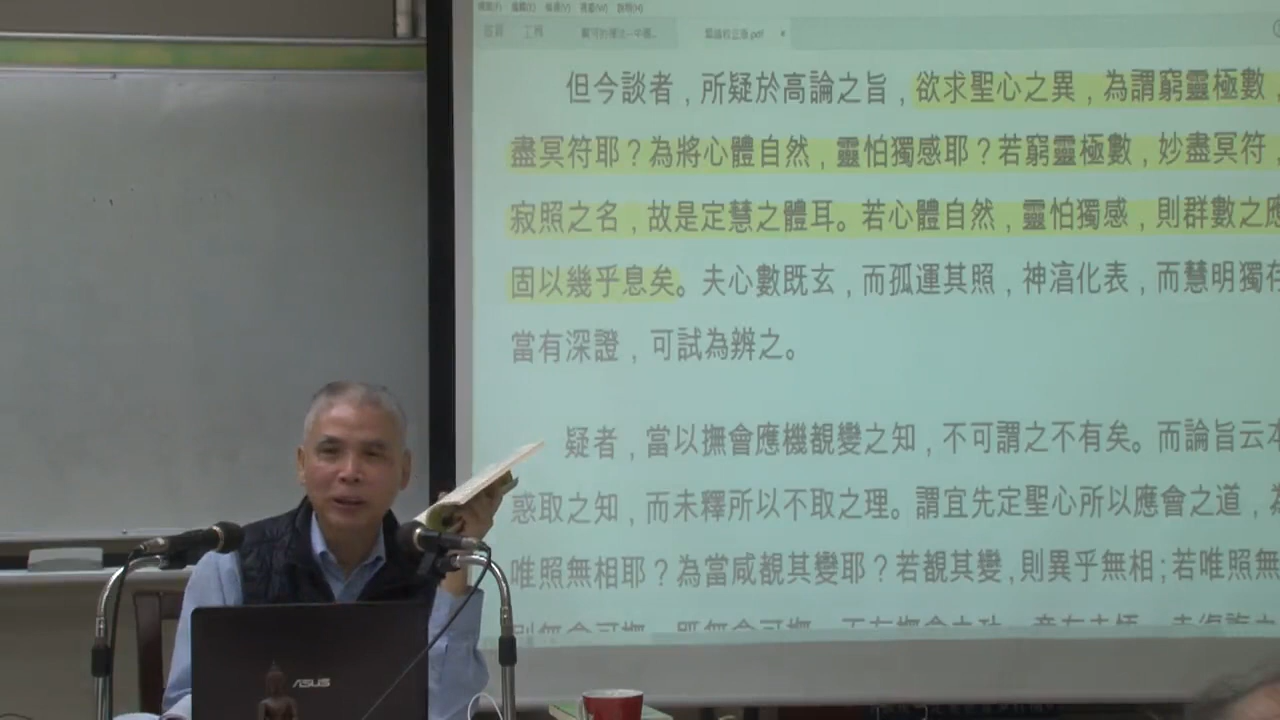 但今談者，所疑於高論之旨，欲求聖心之異，為謂窮靈極數，
盡冥符耶？為將心體自然，靈怕獨感耶？若窮靈極數，妙盡冥符，
寂照之名，故是定慧之體耳。若心體自然，靈怕獨感，則群數之應
固以幾乎息矣。夫心數既玄，而孤運其照，神淳化表，而慧明獨存
當有深證，可試為辨之。
疑者，當以撫會應機覩變之知，不可謂之不有矣。而論旨云本
惑取之知，而未釋所以不取之理。謂宜先定聖心所以應會之道，為
唯照無相耶？為當咸覩其變耶？若覩其變，則異乎無相；若唯照無
ASUS